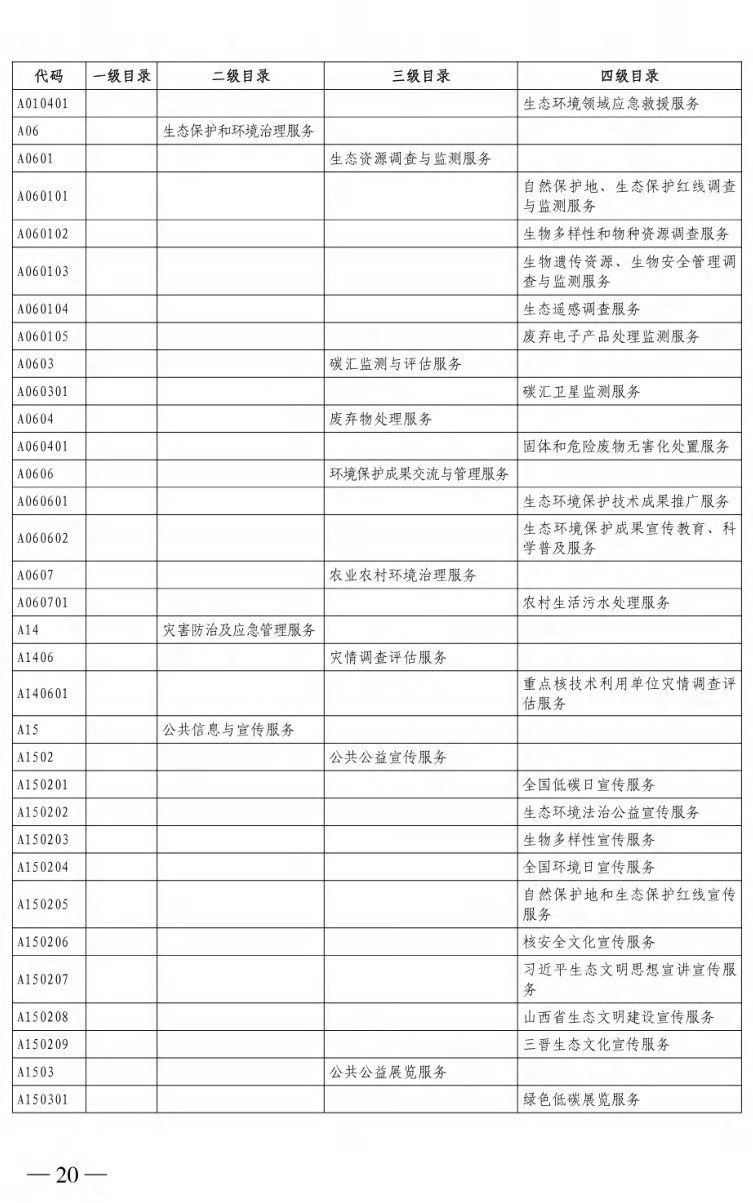 代码 一级目录 二级目录 三级目录 四级目录
A010401 生态环境领域应急救援服务
A06 生态保护和环境治理服务
A0601 生态资源调查与监测服务
A060101 自然保护地、生态保护红线调查
与监测服务
A060102 生物多样性和物种资源调查服务
A060103 生物遗传资源、生物安全管理调
查与监测服务
A060104 生态遥感调查服务
A060105 废弃电子产品处理监测服务
A0603 碳汇监测与评估服务
A060301 碳汇卫星监测服务
A0604 废弃物处理服务
A060401 固体和危险废物无害化处置服务
A0606 环境保护成果交流与管理服务
A060601 生态环境保护技术成果推广服务
A060602 生态环境保护成果宣传教育、科
学普及服务
A0607 农业农村环境治理服务
A060701 农村生活污水处理服务
A14 灾害防治及应急管理服务
A1406 灾情调查评估服务
A140601 重点核技术利用单位灾情调查评
估服务
A15 公共信息与宣传服务
A1502 公共公益宣传服务
A150201 全国低碳日宣传服务
A150202 生态环境法治公益宣传服务
A150203 生物多样性宣传服务
A150204 全国环境日宣传服务
A150205 自然保护地和生态保护红线宣传
服务
A150206 核安全文化宣传服务
A150207 习近平生态文明思想宣讲宣传服
务
A150208 山西省生态文明建设宣传服务
A150209 三晋生态文化宣传服务
A1503 公共公益展览服务
A150301 绿色低碳展览服务
— 20 —